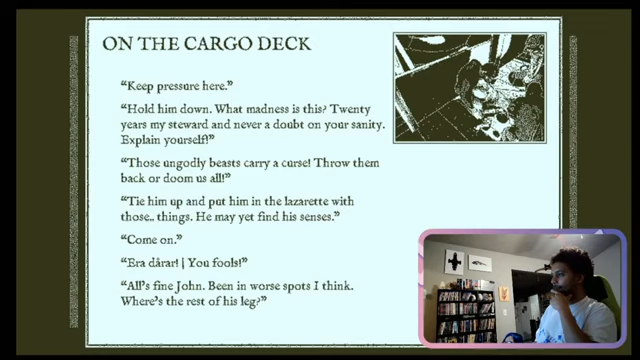 ON THE CARGO DECK
“Keep pressure here.”
“Hold him down. What madness is this? Twenty
years my steward and never a doubt on your sanity.
Explain yourself!”
“Those ungodly beasts carry a curse! Throw them
back or doom us all!”
“Tie him up and put him in the lazarette with
those.. things. He may yet find his senses.”
“Come on.”
“Era dårar! | You fools!”
“All's fine John. Been in worse spots I think.
Where's the rest of his leg?”